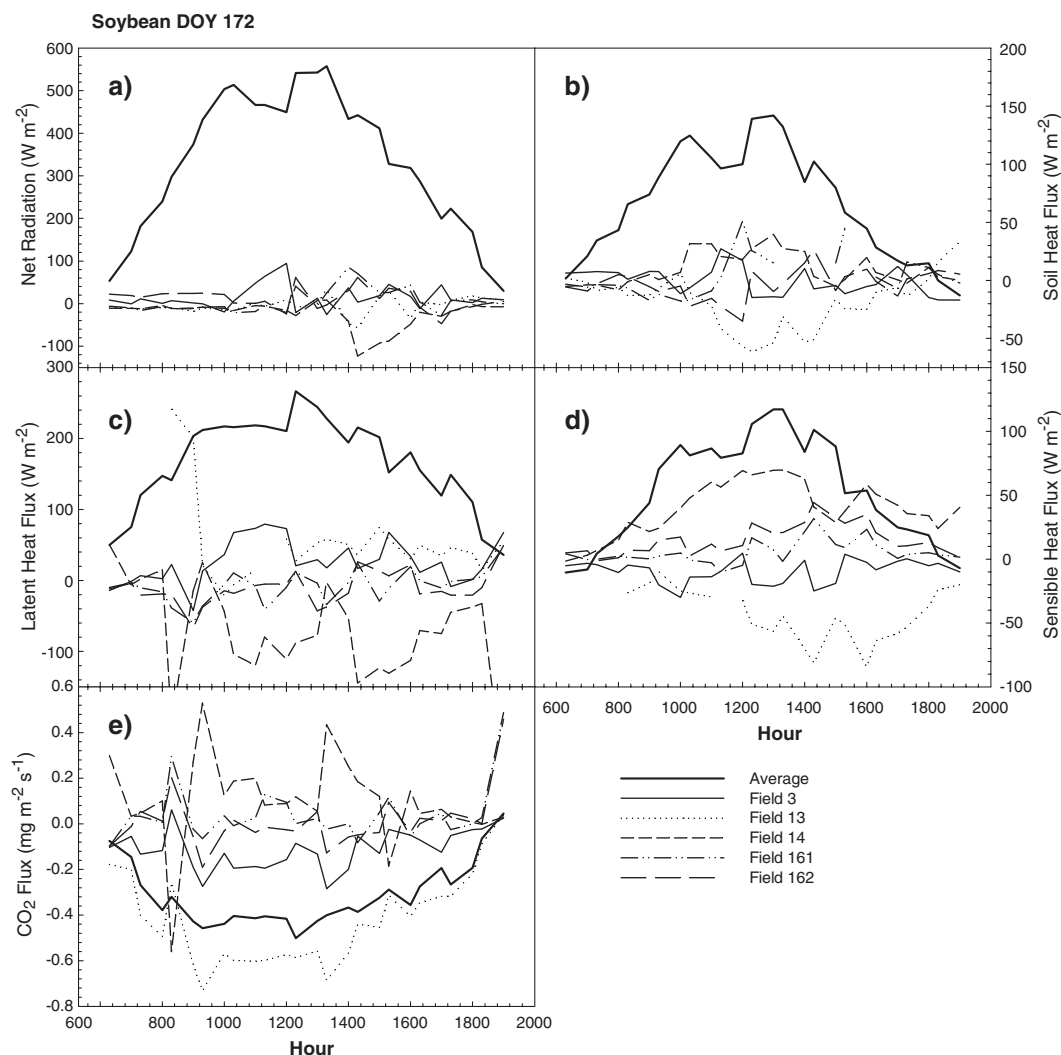 Soybean DOY 172
a)
b)
c)
d)
e)
Net Radiation (W m-2)
600
500
400
300
200
100
0
-100
Soil Heat Flux (W m-2)
200
150
100
50
0
-50
Latent Heat Flux (W m-2)
300
200
100
0
-100
Sensible Heat Flux (W m-2)
150
100
50
0
-50
-100
600 800 1000 1200 1400 1600 1800 2000
Hour
CO2 Flux (mg m-2 s-1)
0.6
0.4
0.2
0.0
-0.2
-0.4
-0.6
-0.8
600 800 1000 1200 1400 1600 1800 2000
Hour
Average
Field 3
Field 13
Field 14
Field 161
Field 162